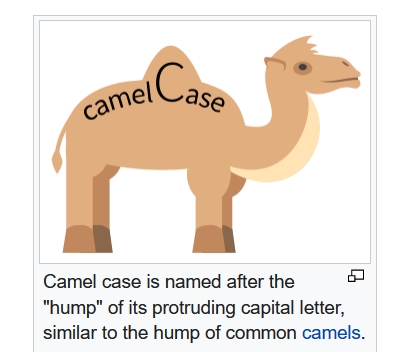 camelCase
Camel case is named after the
"hump" of its protruding capital letter,
similar to the hump of common camels.